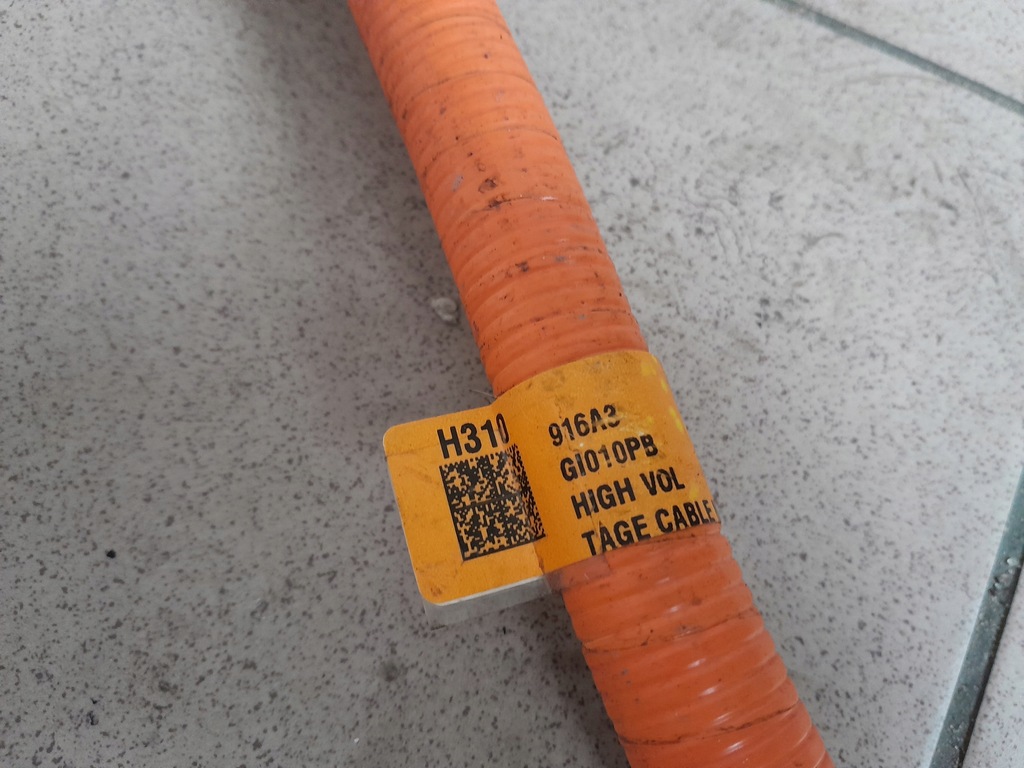 H310
916A3
GI010PB
HIGH VOL
TAGE CABLE